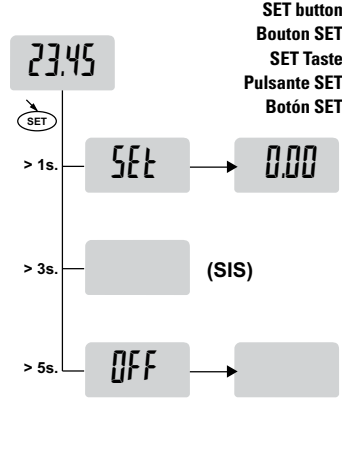 SET button
Bouton SET
SET Taste
Pulsante SET
Botón SET
23.45
SET
> 1s.
SEt
0.00
> 3s.
(SIS)
> 5s.
OFF